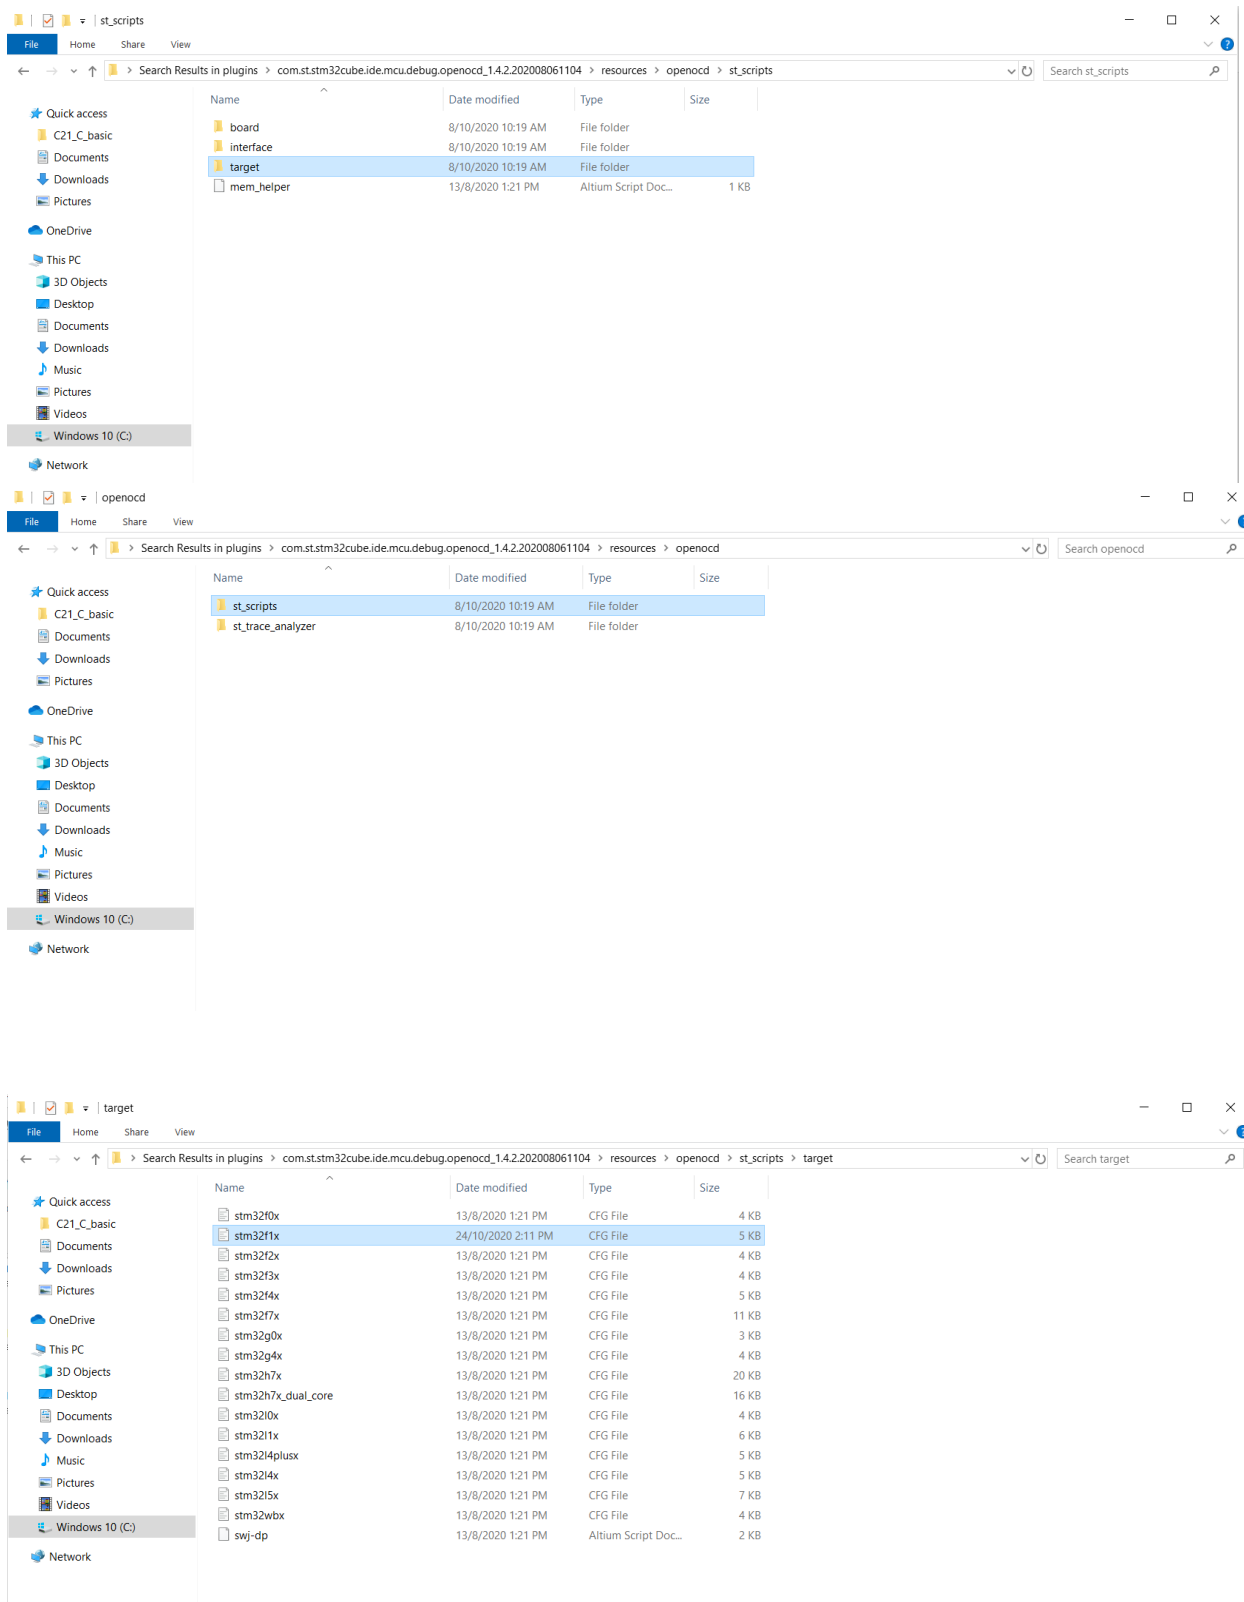 st_scripts
File Home Share View
Search Results in plugins > com.st.stm32cube.ide.mcu.debug.openocd_1.4.2.202008061104 > resources > openocd > st_scripts
Search st_scripts
Name Date modified Type Size
Quick access
C21_C_basic
Documents
Downloads
Pictures
OneDrive
This PC
3D Objects
Desktop
Documents
Downloads
Music
Pictures
Videos
Windows 10 (C:)
Network
board 8/10/2020 10:19 AM File folder
interface 8/10/2020 10:19 AM File folder
target 8/10/2020 10:19 AM File folder
mem_helper 13/8/2020 1:21 PM Altium Script Doc... 1 KB
openocd
File Home Share View
Search Results in plugins > com.st.stm32cube.ide.mcu.debug.openocd_1.4.2.202008061104 > resources > openocd
Search openocd
Name Date modified Type Size
Quick access
C21_C_basic
Documents
Downloads
Pictures
OneDrive
This PC
3D Objects
Desktop
Documents
Downloads
Music
Pictures
Videos
Windows 10 (C:)
Network
st_scripts 8/10/2020 10:19 AM File folder
st_trace_analyzer 8/10/2020 10:19 AM File folder
target
File Home Share View
Search Results in plugins > com.st.stm32cube.ide.mcu.debug.openocd_1.4.2.202008061104 > resources > openocd > st_scripts > target
Search target
Name Date modified Type Size
Quick access
C21_C_basic
Documents
Downloads
Pictures
OneDrive
This PC
3D Objects
Desktop
Documents
Downloads
Music
Pictures
Videos
Windows 10 (C:)
Network
stm32f0x 13/8/2020 1:21 PM CFG File 4 KB
stm32f1x 24/10/2020 2:11 PM CFG File 5 KB
stm32f2x 13/8/2020 1:21 PM CFG File 4 KB
stm32f3x 13/8/2020 1:21 PM CFG File 4 KB
stm32f4x 13/8/2020 1:21 PM CFG File 5 KB
stm32f7x 13/8/2020 1:21 PM CFG File 11 KB
stm32g0x 13/8/2020 1:21 PM CFG File 3 KB
stm32g4x 13/8/2020 1:21 PM CFG File 4 KB
stm32h7x 13/8/2020 1:21 PM CFG File 20 KB
stm32h7x_dual_core 13/8/2020 1:21 PM CFG File 16 KB
stm32l0x 13/8/2020 1:21 PM CFG File 4 KB
stm32l1x 13/8/2020 1:21 PM CFG File 6 KB
stm32l4plusx 13/8/2020 1:21 PM CFG File 5 KB
stm32l4x 13/8/2020 1:21 PM CFG File 5 KB
stm32l5x 13/8/2020 1:21 PM CFG File 7 KB
stm32wbx 13/8/2020 1:21 PM CFG File 4 KB
swj-dp 13/8/2020 1:21 PM Altium Script Doc... 2 KB